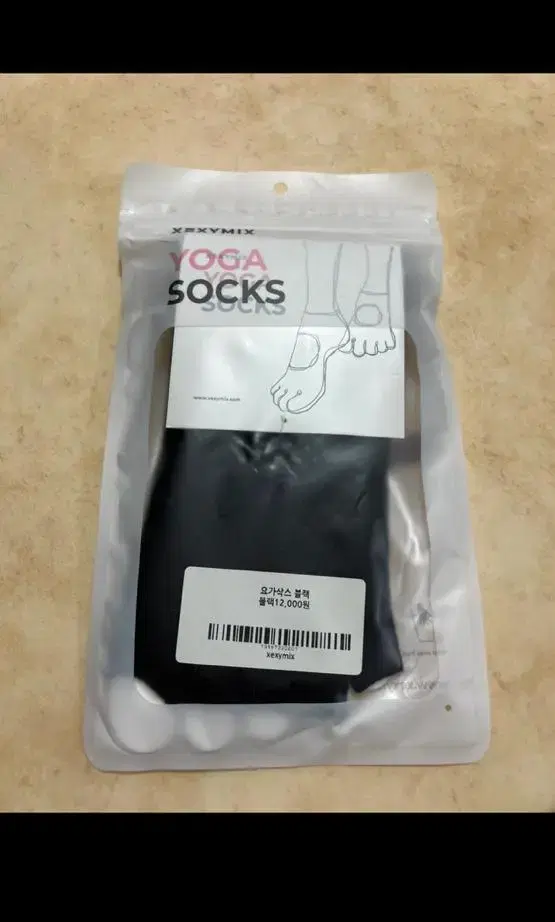 XEXYMIX
YOGA
SOCKS
YOGA
SOCKS
www.xexymix.com
요가삭스 블랙
블랙12,000원
xexymix